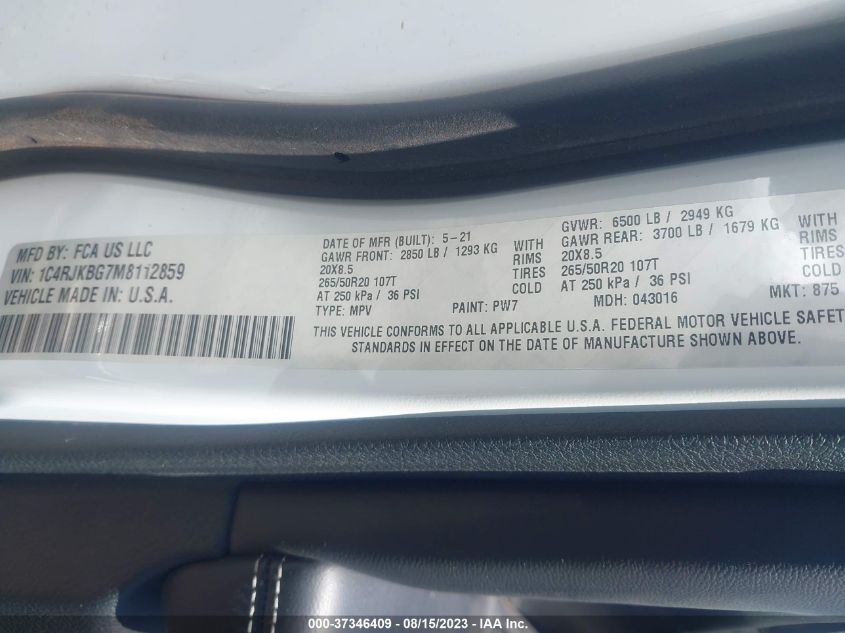 MFD BY: FCA US LLC
VIN: 1C4RJKBG7M8112859
VEHICLE MADE IN: U.S.A.
DATE OF MFR (BUILT): 5-21
GAWR FRONT: 2850 LB / 1293 KG WITH
20X8.5 RIMS
265/50R20 107T TIRES
AT 250 kPa / 36 PSI COLD
TYPE: MPV PAINT: PW7
GVWR: 6500 LB / 2949 KG
GAWR REAR: 3700 LB / 1679 KG WITH
20X8.5 RIMS
265/50R20 107T TIRES
AT 250 kPa / 36 PSI COLD
MDH: 043016 MKT: 875
THIS VEHICLE CONFORMS TO ALL APPLICABLE U.S.A. FEDERAL MOTOR VEHICLE SAFET
STANDARDS IN EFFECT ON THE DATE OF MANUFACTURE SHOWN ABOVE.
000-37346409 - 08/15/2023 - IAA Inc.